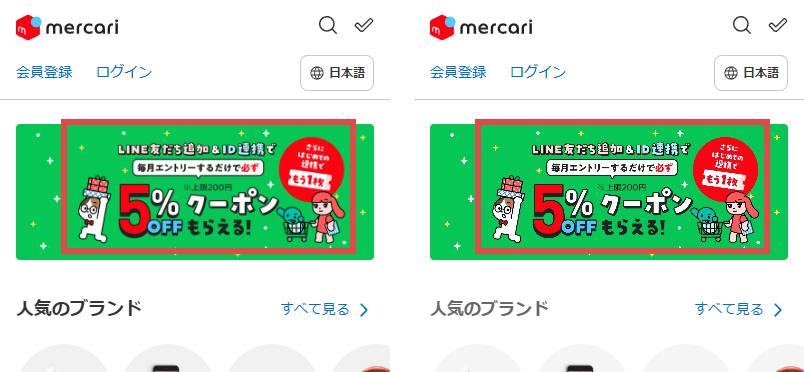 mercari
会員登録 ログイン 日本語
LINE友だち追加&ID連携で
毎月エントリーするだけで必ず
※上限200円
5%OFFクーポン
もらえる!
さらに
はじめての
連携で
もう1枚
人気のブランド すべて見る
mercari
会員登録 ログイン 日本語
LINE友だち追加&ID連携で
毎月エントリーするだけで必ず
※上限200円
5%OFFクーポン
もらえる!
さらに
はじめての
連携で
もう1枚
人気のブランド すべて見る